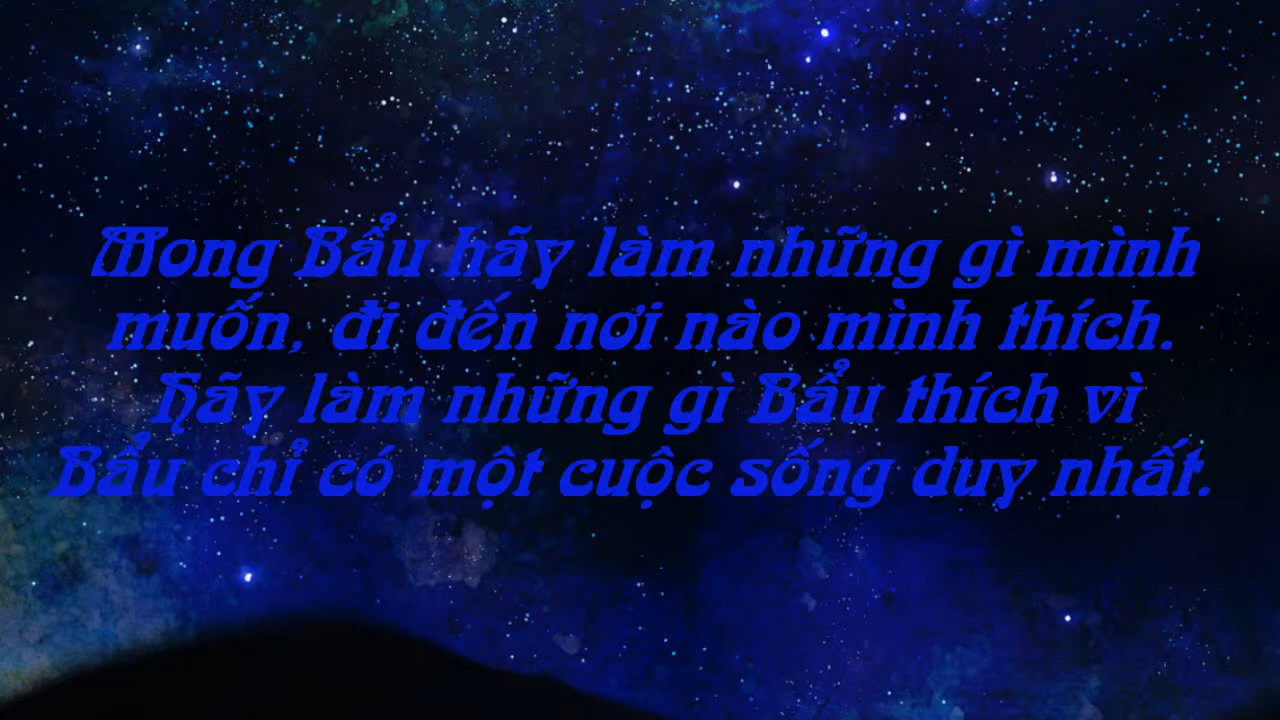 Mong Bẩu hãy làm những gì mình
muốn, đi đến nơi nào mình thích.
Hãy làm những gì Bẩu thích vì
Bẩu chỉ có một cuộc sống duy nhất.